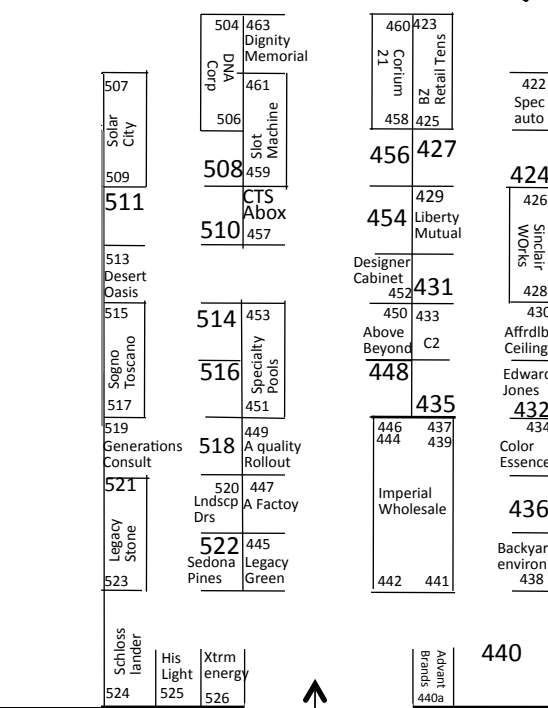 504 463
Dignity
Memorial
DNA
Corp
506
461
Slot
Machine
508 459
CTS
Abox
510 457
507
Solar
City
509
511
513
Desert
Oasis
515
Sogno
Toscano
517
519
Generations
Consult
521
Legacy
Stone
523
Schloss
lander
524
His
Light
525
Xtrm
energy
526
514 453
Specialty
Pools
516
451
449
518 A quality
Rollout
520 447
Lndscp A Factoy
Drs
522 445
Sedona Legacy
Pines Green
460 423
Corium
21
BZ
Retail Tens
458 425
456 427
429
454 Liberty
Mutual
Designer
Cabinet
452 431
450 433
Above
Beyond C2
448
435
446 437
444 439
Imperial
Wholesale
442 441
Advant
Brands
440a
440
422
Spec
auto
424
426
Sinclair
WOrks
428
430
Affrdlb
Ceiling
Edward
Jones
432
434
Color
Essence
436
Backyar
environ
438